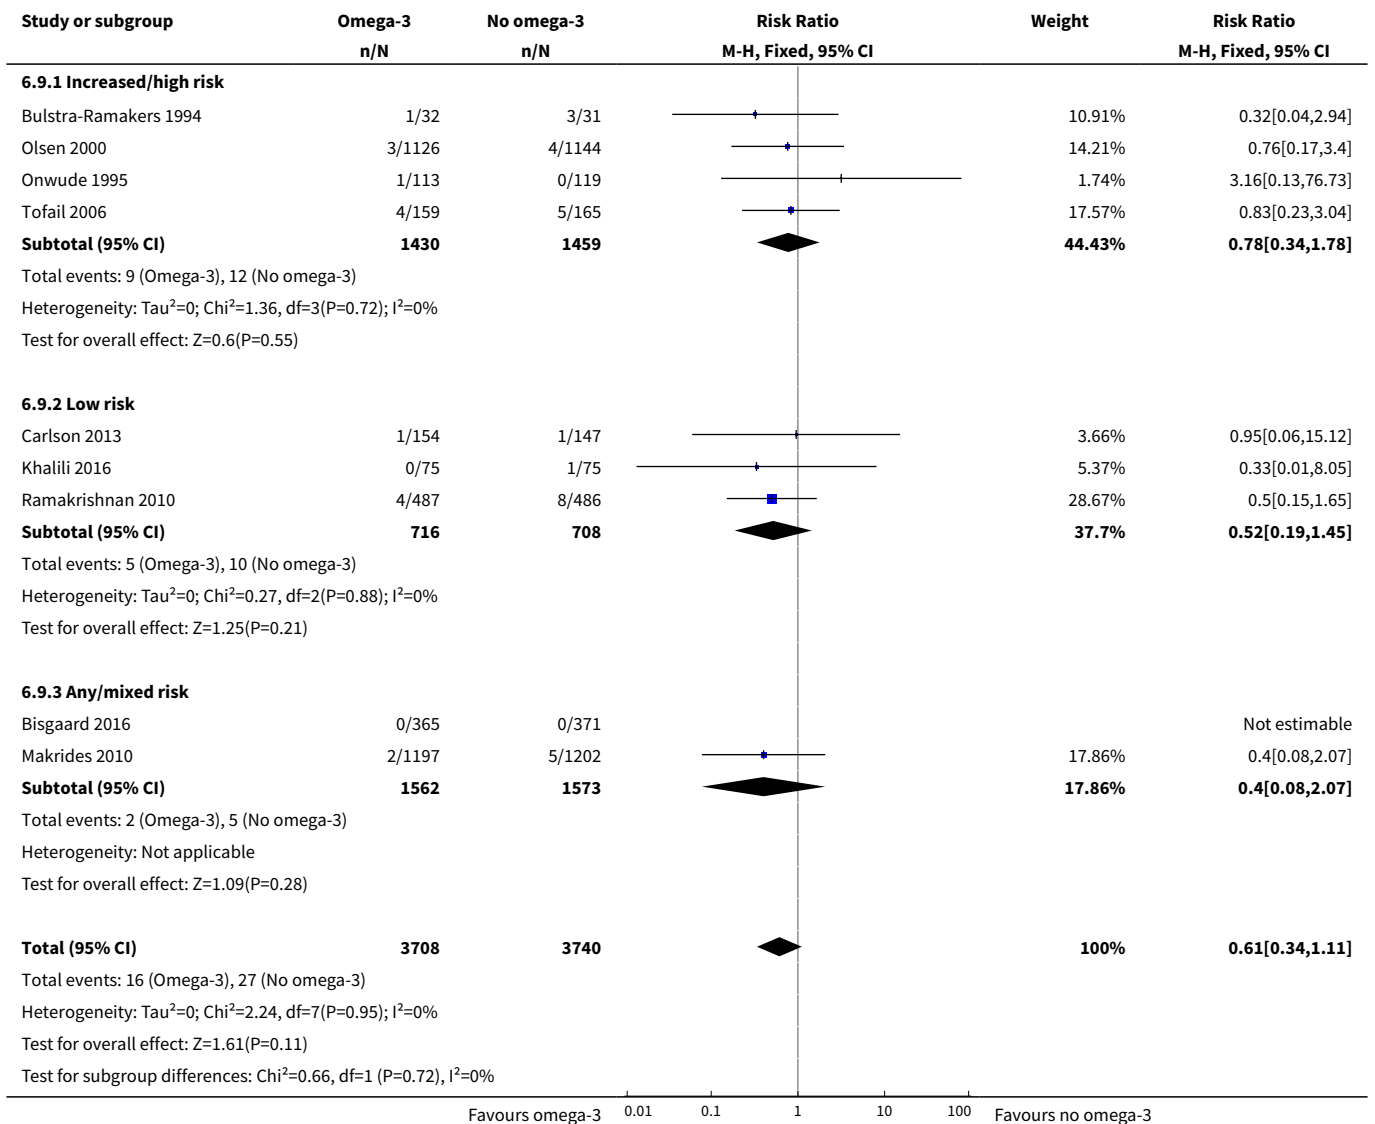 Study or subgroup Omega-3 No omega-3 Risk Ratio Weight Risk Ratio
n/N n/N M-H, Fixed, 95% CI M-H, Fixed, 95% CI
6.9.1 Increased/high risk
Bulstra-Ramakers 1994 1/32 3/31 10.91% 0.32[0.04,2.94]
Olsen 2000 3/1126 4/1144 14.21% 0.76[0.17,3.4]
Onwude 1995 1/113 0/119 1.74% 3.16[0.13,76.73]
Tofail 2006 4/159 5/165 17.57% 0.83[0.23,3.04]
Subtotal (95% CI) 1430 1459 44.43% 0.78[0.34,1.78]
Total events: 9 (Omega-3), 12 (No omega-3)
Heterogeneity: Tau²=0; Chi²=1.36, df=3(P=0.72); I²=0%
Test for overall effect: Z=0.6(P=0.55)
6.9.2 Low risk
Carlson 2013 1/154 1/147 3.66% 0.95[0.06,15.12]
Khalili 2016 0/75 1/75 5.37% 0.33[0.01,8.05]
Ramakrishnan 2010 4/487 8/486 28.67% 0.5[0.15,1.65]
Subtotal (95% CI) 716 708 37.7% 0.52[0.19,1.45]
Total events: 5 (Omega-3), 10 (No omega-3)
Heterogeneity: Tau²=0; Chi²=0.27, df=2(P=0.88); I²=0%
Test for overall effect: Z=1.25(P=0.21)
6.9.3 Any/mixed risk
Bisgaard 2016 0/365 0/371 Not estimable
Makrides 2010 2/1197 5/1202 17.86% 0.4[0.08,2.07]
Subtotal (95% CI) 1562 1573 17.86% 0.4[0.08,2.07]
Total events: 2 (Omega-3), 5 (No omega-3)
Heterogeneity: Not applicable
Test for overall effect: Z=1.09(P=0.28)
Total (95% CI) 3708 3740 100% 0.61[0.34,1.11]
Total events: 16 (Omega-3), 27 (No omega-3)
Heterogeneity: Tau²=0; Chi²=2.24, df=7(P=0.95); I²=0%
Test for overall effect: Z=1.61(P=0.11)
Test for subgroup differences: Chi²=0.66, df=1 (P=0.72), I²=0%
Favours omega-3 0.01 0.1 1 10 100 Favours no omega-3